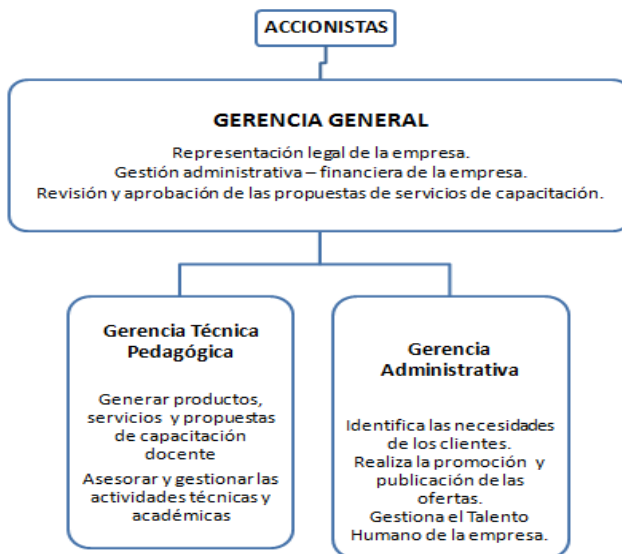 ACCIONISTAS
GERENCIA GENERAL
Representación legal de la empresa.
Gestión administrativa – financiera de la empresa.
Revisión y aprobación de las propuestas de servicios de capacitación.
Gerencia Técnica
Pedagógica
Generar productos,
servicios y propuestas
de capacitación
docente
Asesorar y gestionar las
actividades técnicas y
académicas
Gerencia
Administrativa
Identifica las necesidades
de los clientes.
Realiza la promoción y
publicación de las
ofertas.
Gestiona el Talento
Humano de la empresa.